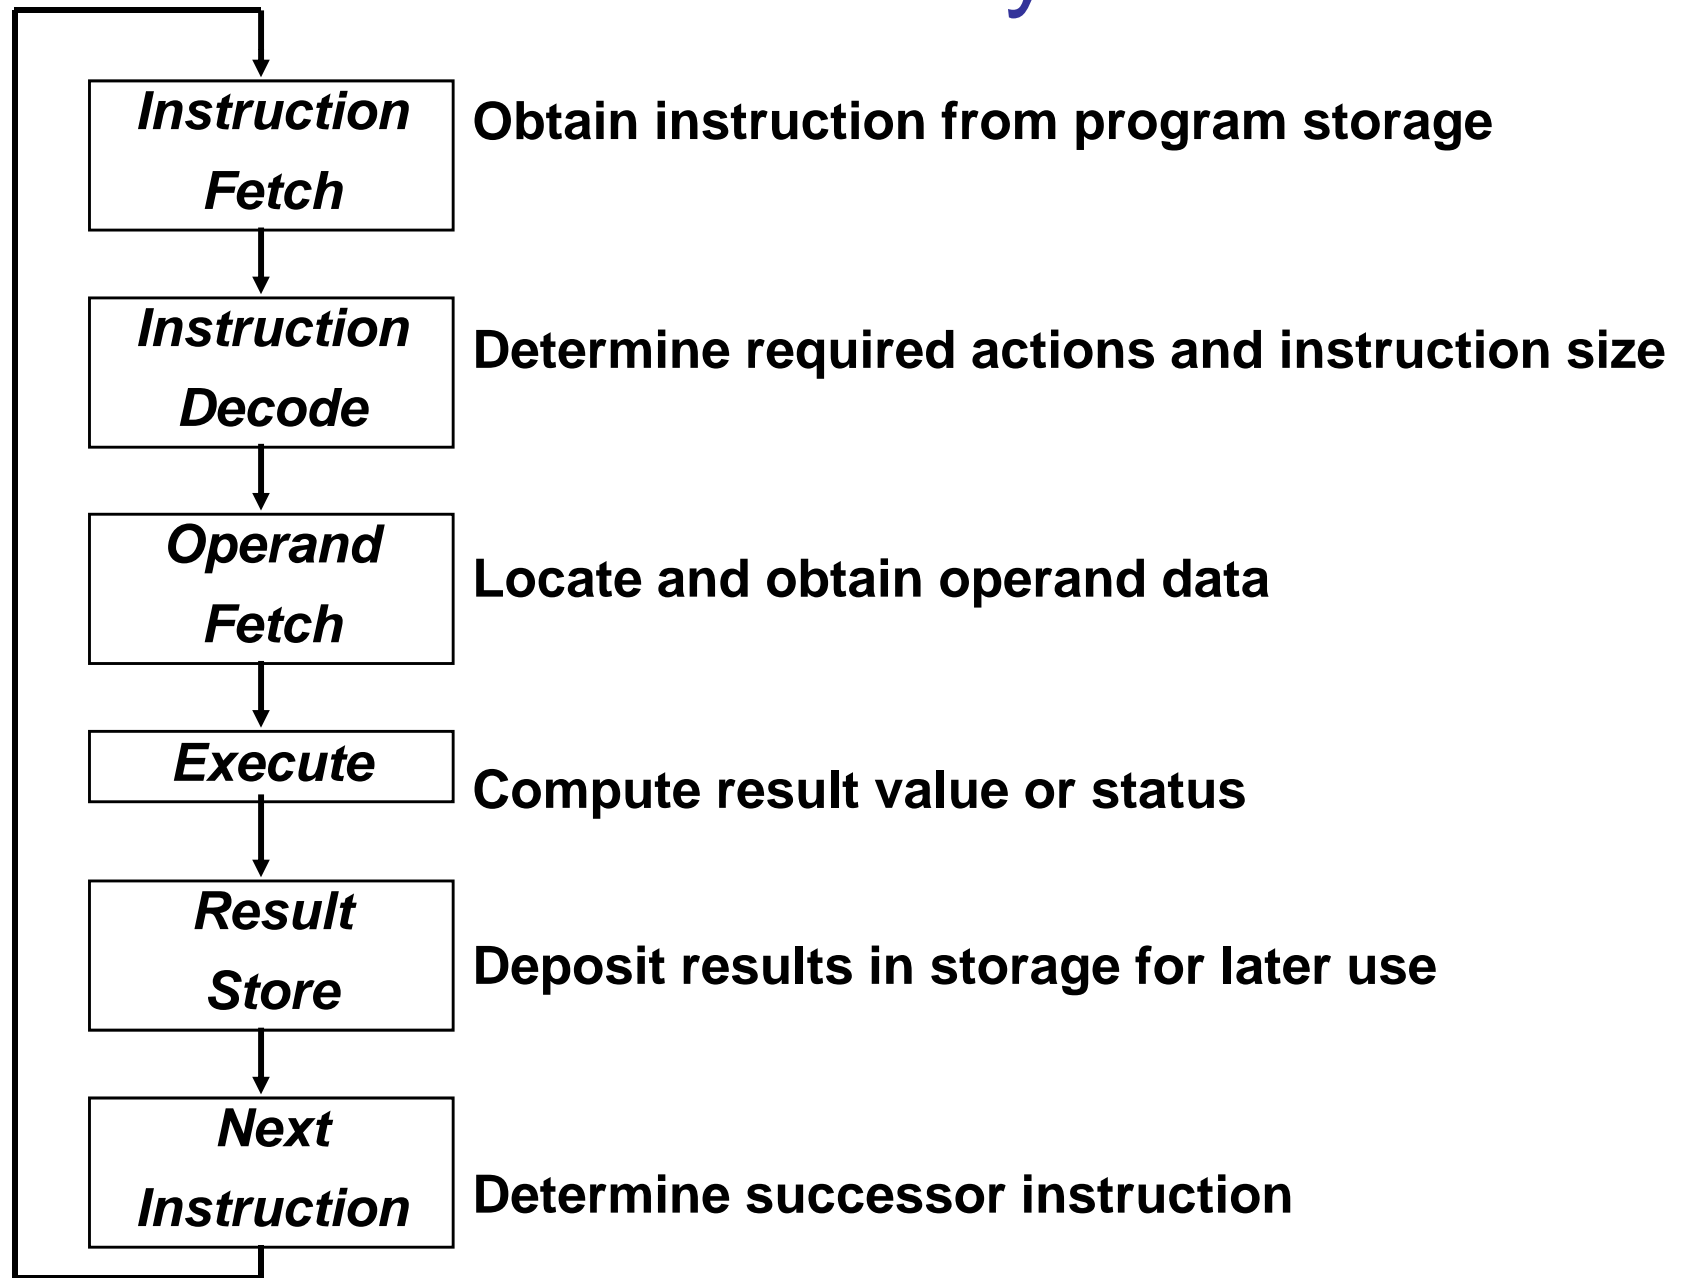 Instruction
Fetch
Obtain instruction from program storage
Instruction
Decode
Determine required actions and instruction size
Operand
Fetch
Locate and obtain operand data
Execute
Compute result value or status
Result
Store
Deposit results in storage for later use
Next
Instruction
Determine successor instruction